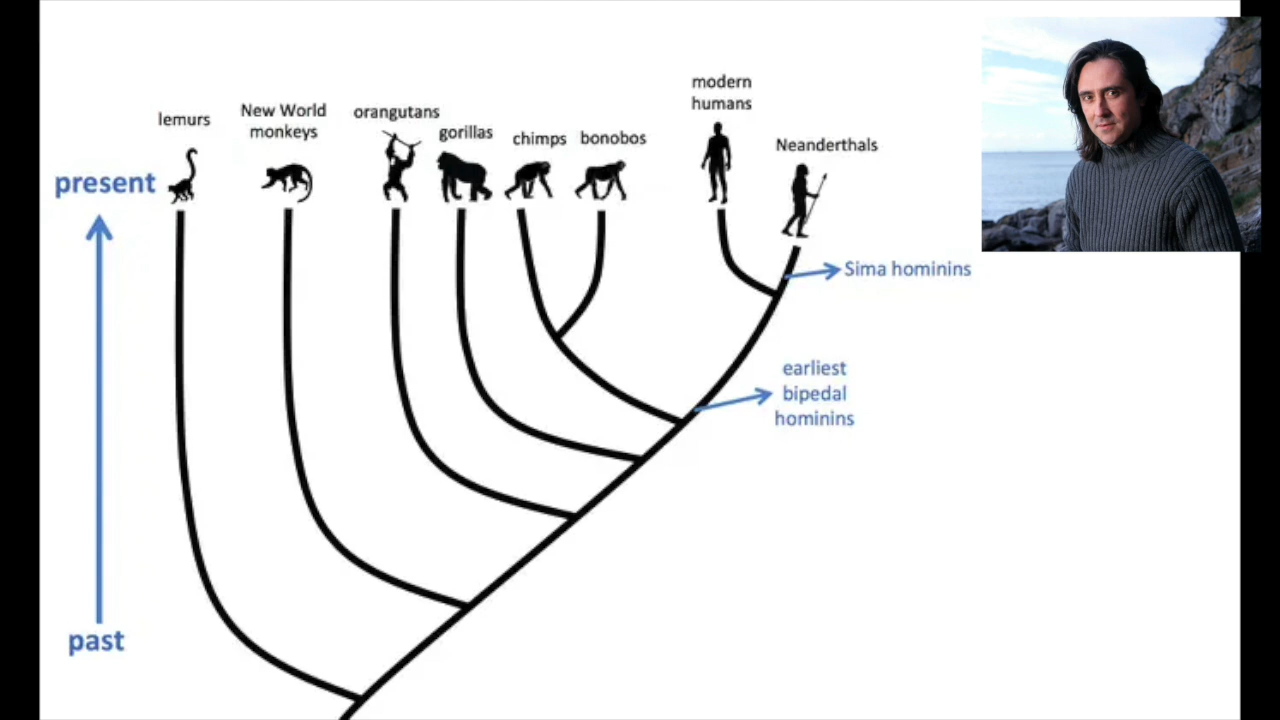 lemurs
New World
monkeys
orangutans
gorillas
chimps
bonobos
modern
humans
Neanderthals
present
Sima hominins
earliest
bipedal
hominins
past